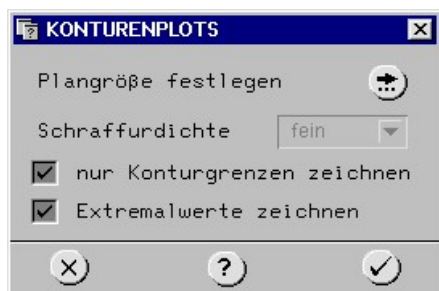 KONTURENPLOTS
Plangröße festlegen
Schraffurdichte fein
nur Konturgrenzen zeichnen
Extremalwerte zeichnen
?